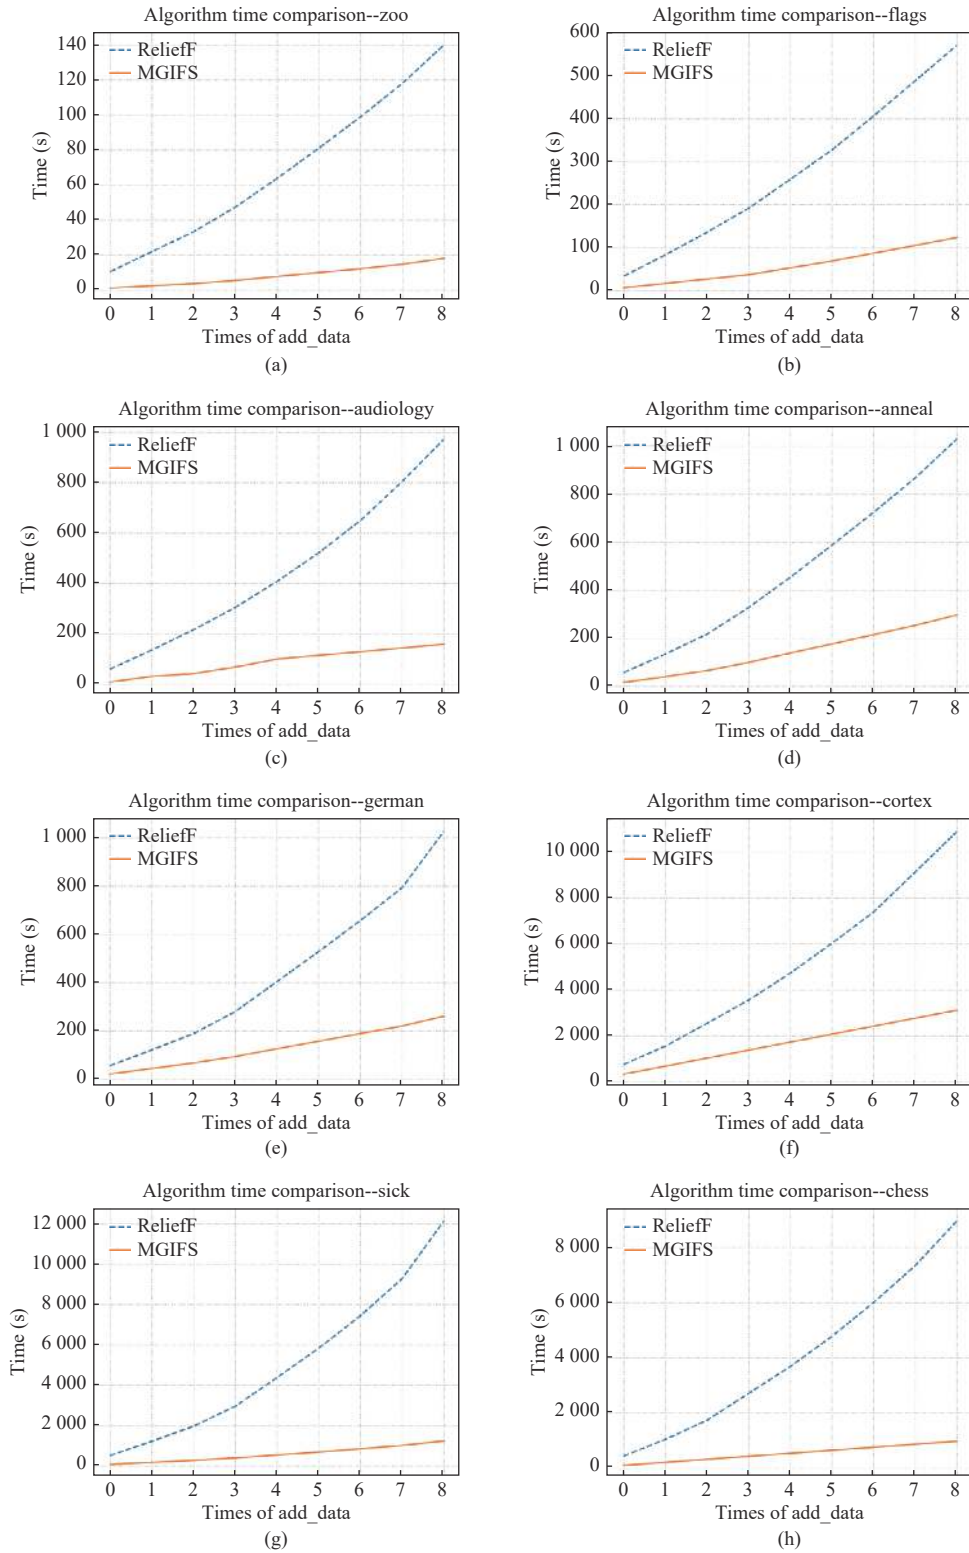 Algorithm time comparison--zoo
140
120
100
80
60
40
20
0
Time (s)
ReliefF
MGIFS
0 1 2 3 4 5 6 7 8
Times of add_data
(a)
Algorithm time comparison--flags
600
500
400
300
200
100
0
Time (s)
ReliefF
MGIFS
0 1 2 3 4 5 6 7 8
Times of add_data
(b)
Algorithm time comparison--audiology
1 000
800
600
400
200
0
Time (s)
ReliefF
MGIFS
0 1 2 3 4 5 6 7 8
Times of add_data
(c)
Algorithm time comparison--anneal
1 000
800
600
400
200
0
Time (s)
ReliefF
MGIFS
0 1 2 3 4 5 6 7 8
Times of add_data
(d)
Algorithm time comparison--german
1 000
800
600
400
200
0
Time (s)
ReliefF
MGIFS
0 1 2 3 4 5 6 7 8
Times of add_data
(e)
Algorithm time comparison--cortex
10 000
8 000
6 000
4 000
2 000
0
Time (s)
ReliefF
MGIFS
0 1 2 3 4 5 6 7 8
Times of add_data
(f)
Algorithm time comparison--sick
12 000
10 000
8 000
6 000
4 000
2 000
0
Time (s)
ReliefF
MGIFS
0 1 2 3 4 5 6 7 8
Times of add_data
(g)
Algorithm time comparison--chess
8 000
6 000
4 000
2 000
0
Time (s)
ReliefF
MGIFS
0 1 2 3 4 5 6 7 8
Times of add_data
(h)